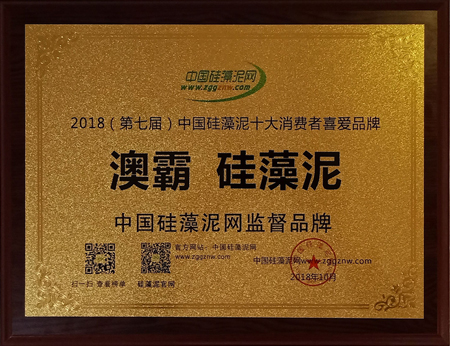 中国硅藻泥网
www.zggznw.com
2018（第七届）中国硅藻泥十大消费者喜爱品牌
澳霸 硅藻泥
中国硅藻泥网监督品牌
官方网站：中国硅藻泥网
www.zggznw.com
中国硅藻泥网www.zggznw.com
扫一扫 查看榜单 硅藻泥官网
2018年10月